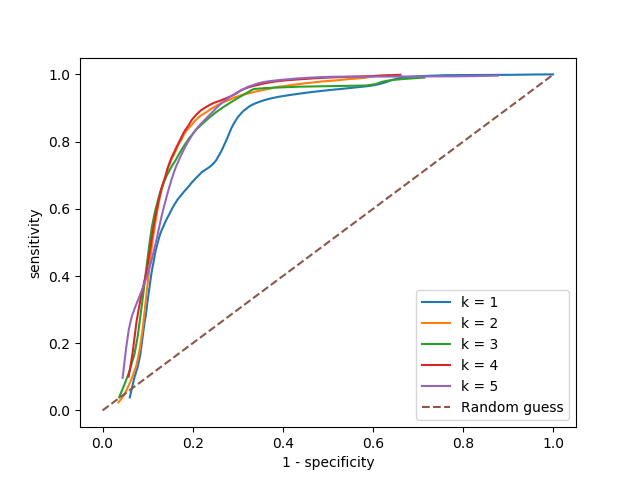 1.0
0.8
0.6
0.4
0.2
0.0
sensitivity
0.0 0.2 0.4 0.6 0.8 1.0
1 - specificity
k = 1
k = 2
k = 3
k = 4
k = 5
Random guess